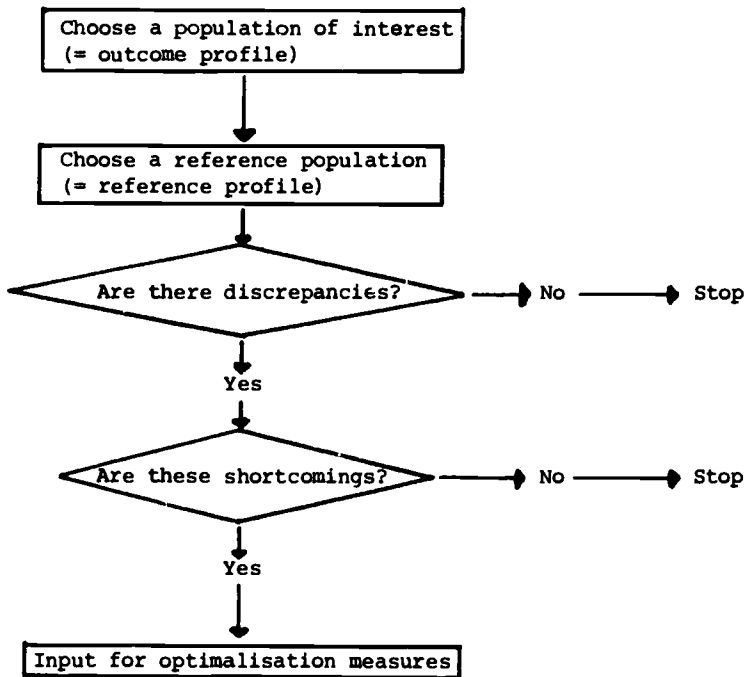 Choose a population of interest
(= outcome profile)
Choose a reference population
(= reference profile)
Are there discrepancies?
No
Stop
Yes
Are these shortcomings?
No
Stop
Yes
Input for optimalisation measures